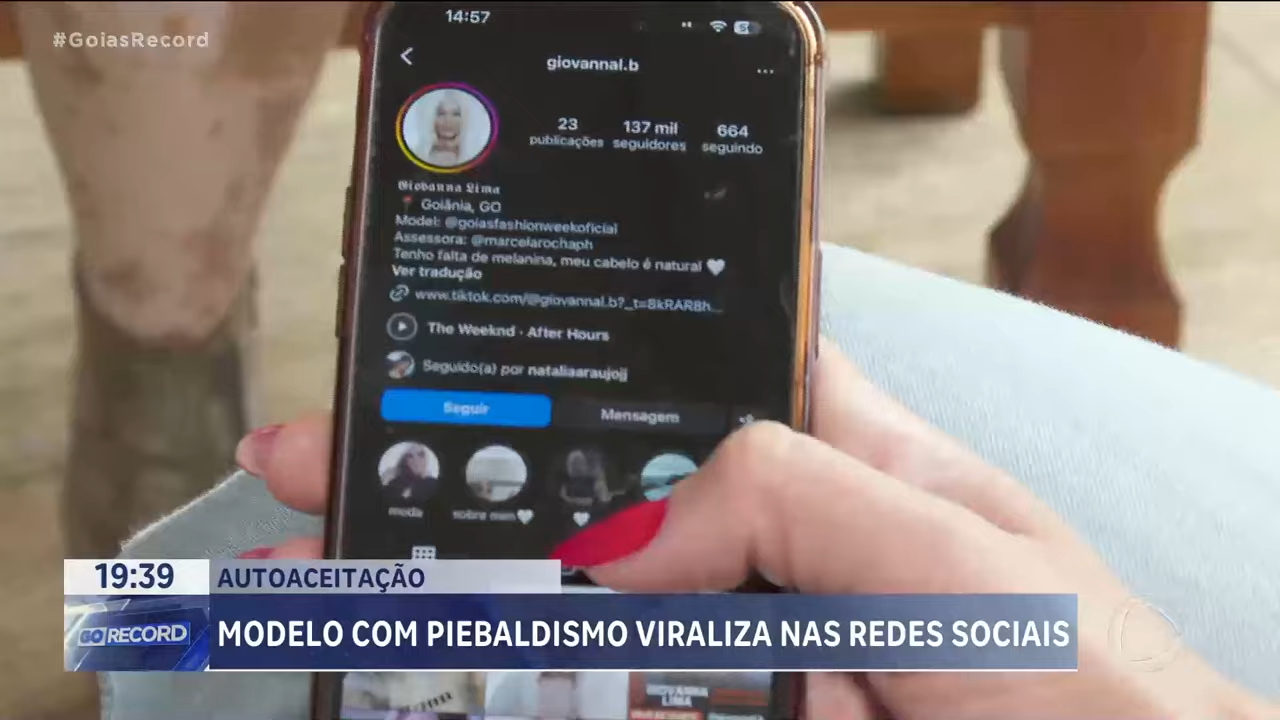 #GoiasRecord
14:57
56
giovannal.b
23
publicações
137 mil
seguidores
664
seguindo
Giovanna Lima
Goiânia, GO
Model: @goiasfashionweekoficial
Assessora: @marcelarochaph
Tenho falta de melanina, meu cabelo é natural
Ver tradução
www.tiktok.com/@giovannal.b?_t=8kRAR8h...
The Weeknd · After Hours
Seguido(a) por nataliaaraujojj
Seguir
Mensagem
moda
sobre mim
19:39
AUTOACEITAÇÃO
GO RECORD
MODELO COM PIEBALDISMO VIRALIZA NAS REDES SOCIAIS
GIOVANNA
LIMA